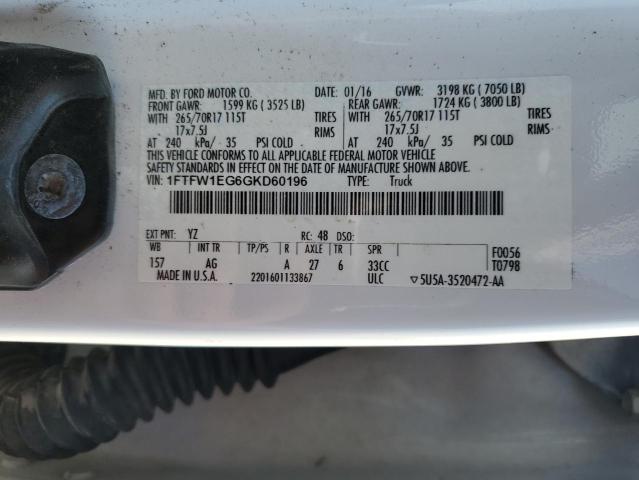 MFD. BY FORD MOTOR CO. DATE: 01/16 GVWR: 3198 KG ( 7050 LB)
FRONT GAWR: 1599 KG ( 3525 LB) REAR GAWR: 1724 KG ( 3800 LB)
WITH 265/70R17 115T TIRES WITH 265/70R17 115T TIRES
17x7.5J RIMS 17x7.5J RIMS
AT 240 kPa/ 35 PSI COLD AT 240 kPa/ 35 PSI COLD
THIS VEHICLE CONFORMS TO ALL APPLICABLE FEDERAL MOTOR VEHICLE
SAFETY STANDARDS IN EFFECT ON THE DATE OF MANUFACTURE SHOWN ABOVE.
VIN: 1FTFW1EG6GKD60196 TYPE: Truck
EXT PNT: YZ RC: 48 DSO:
WB INT TR TP/PS R AXLE TR SPR F0056
157 AG A 27 6 33CC T0798
MADE IN U.S.A. 2201601133867 ULC ▽5U5A-3520472-AA